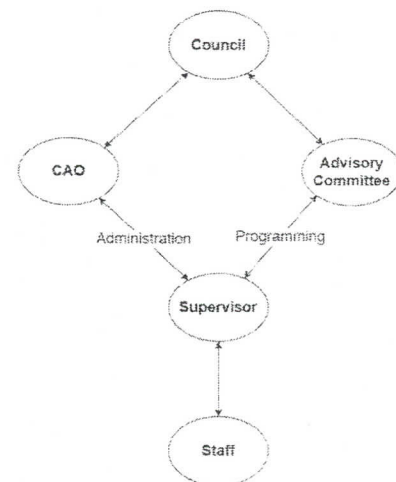 Council
CAO
Advisory
Committee
Administration
Programming
Supervisor
Staff